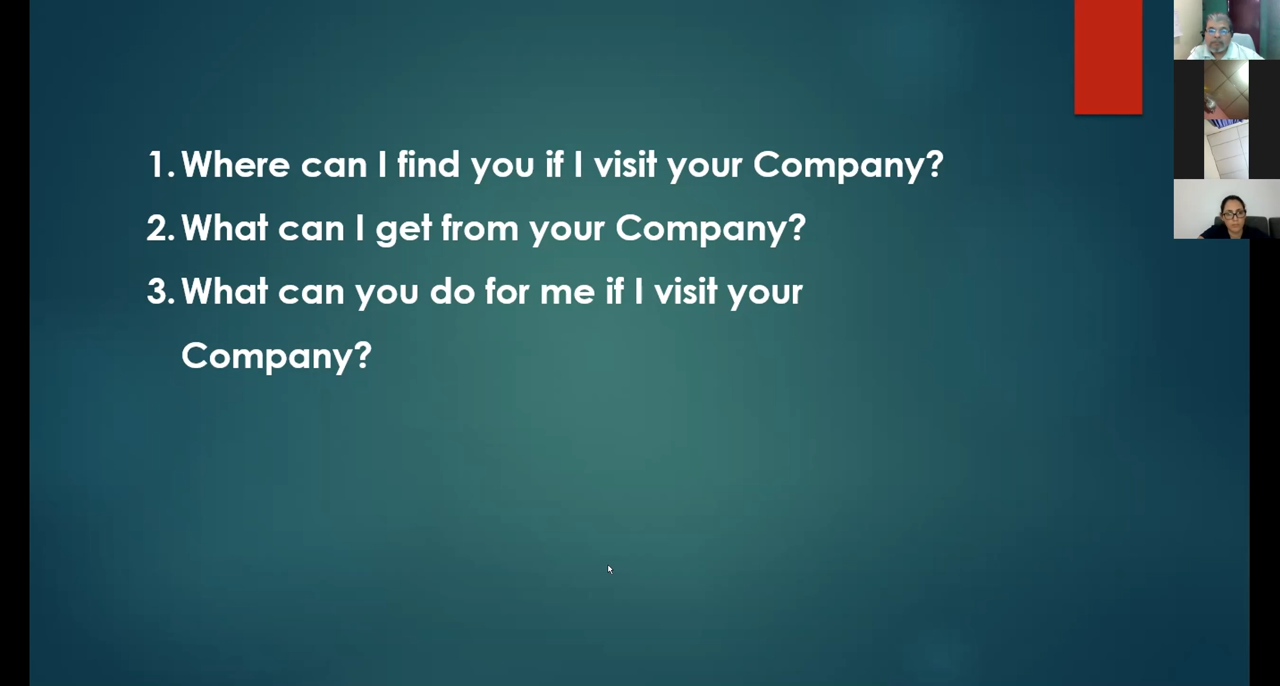 1. Where can I find you if I visit your Company?
2. What can I get from your Company?
3. What can you do for me if I visit your
Company?